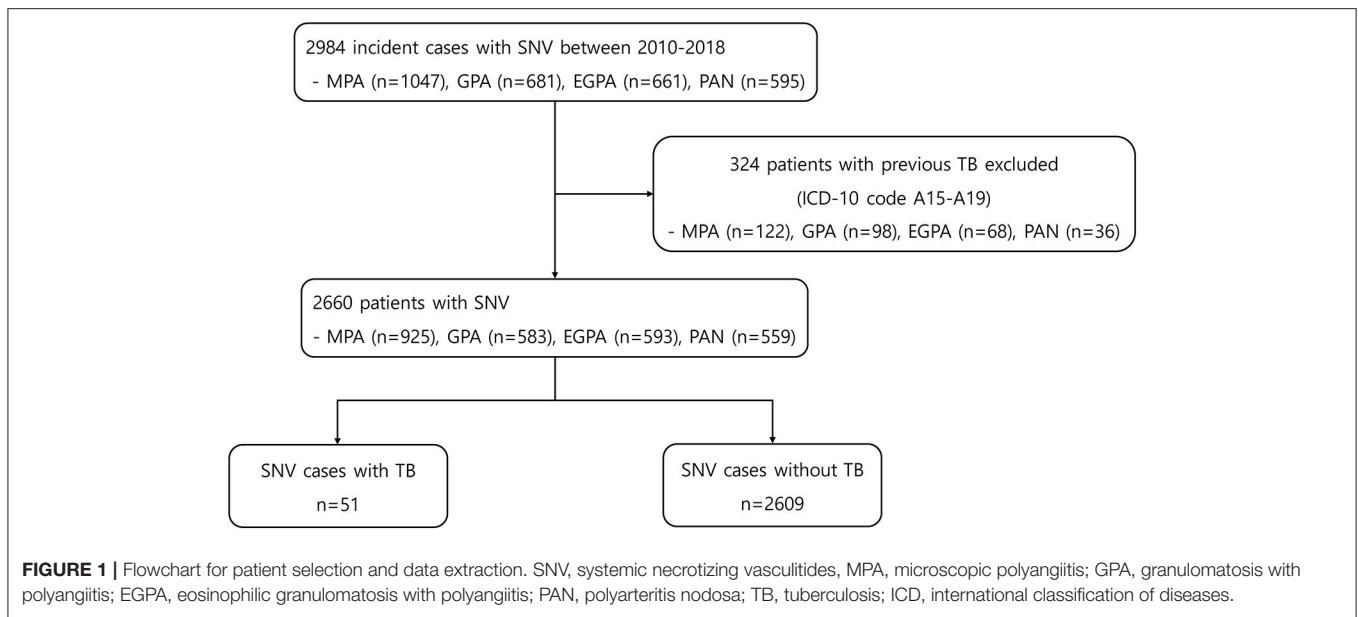 2984 incident cases with SNV between 2010-2018
- MPA (n=1047), GPA (n=681), EGPA (n=661), PAN (n=595)
324 patients with previous TB excluded
(ICD-10 code A15-A19)
- MPA (n=122), GPA (n=98), EGPA (n=68), PAN (n=36)
2660 patients with SNV
- MPA (n=925), GPA (n=583), EGPA (n=593), PAN (n=559)
SNV cases with TB
n=51
SNV cases without TB
n=2609
FIGURE 1 | Flowchart for patient selection and data extraction. SNV, systemic necrotizing vasculitides, MPA, microscopic polyangiitis; GPA, granulomatosis with
polyangiitis; EGPA, eosinophilic granulomatosis with polyangiitis; PAN, polyarteritis nodosa; TB, tuberculosis; ICD, international classification of diseases.